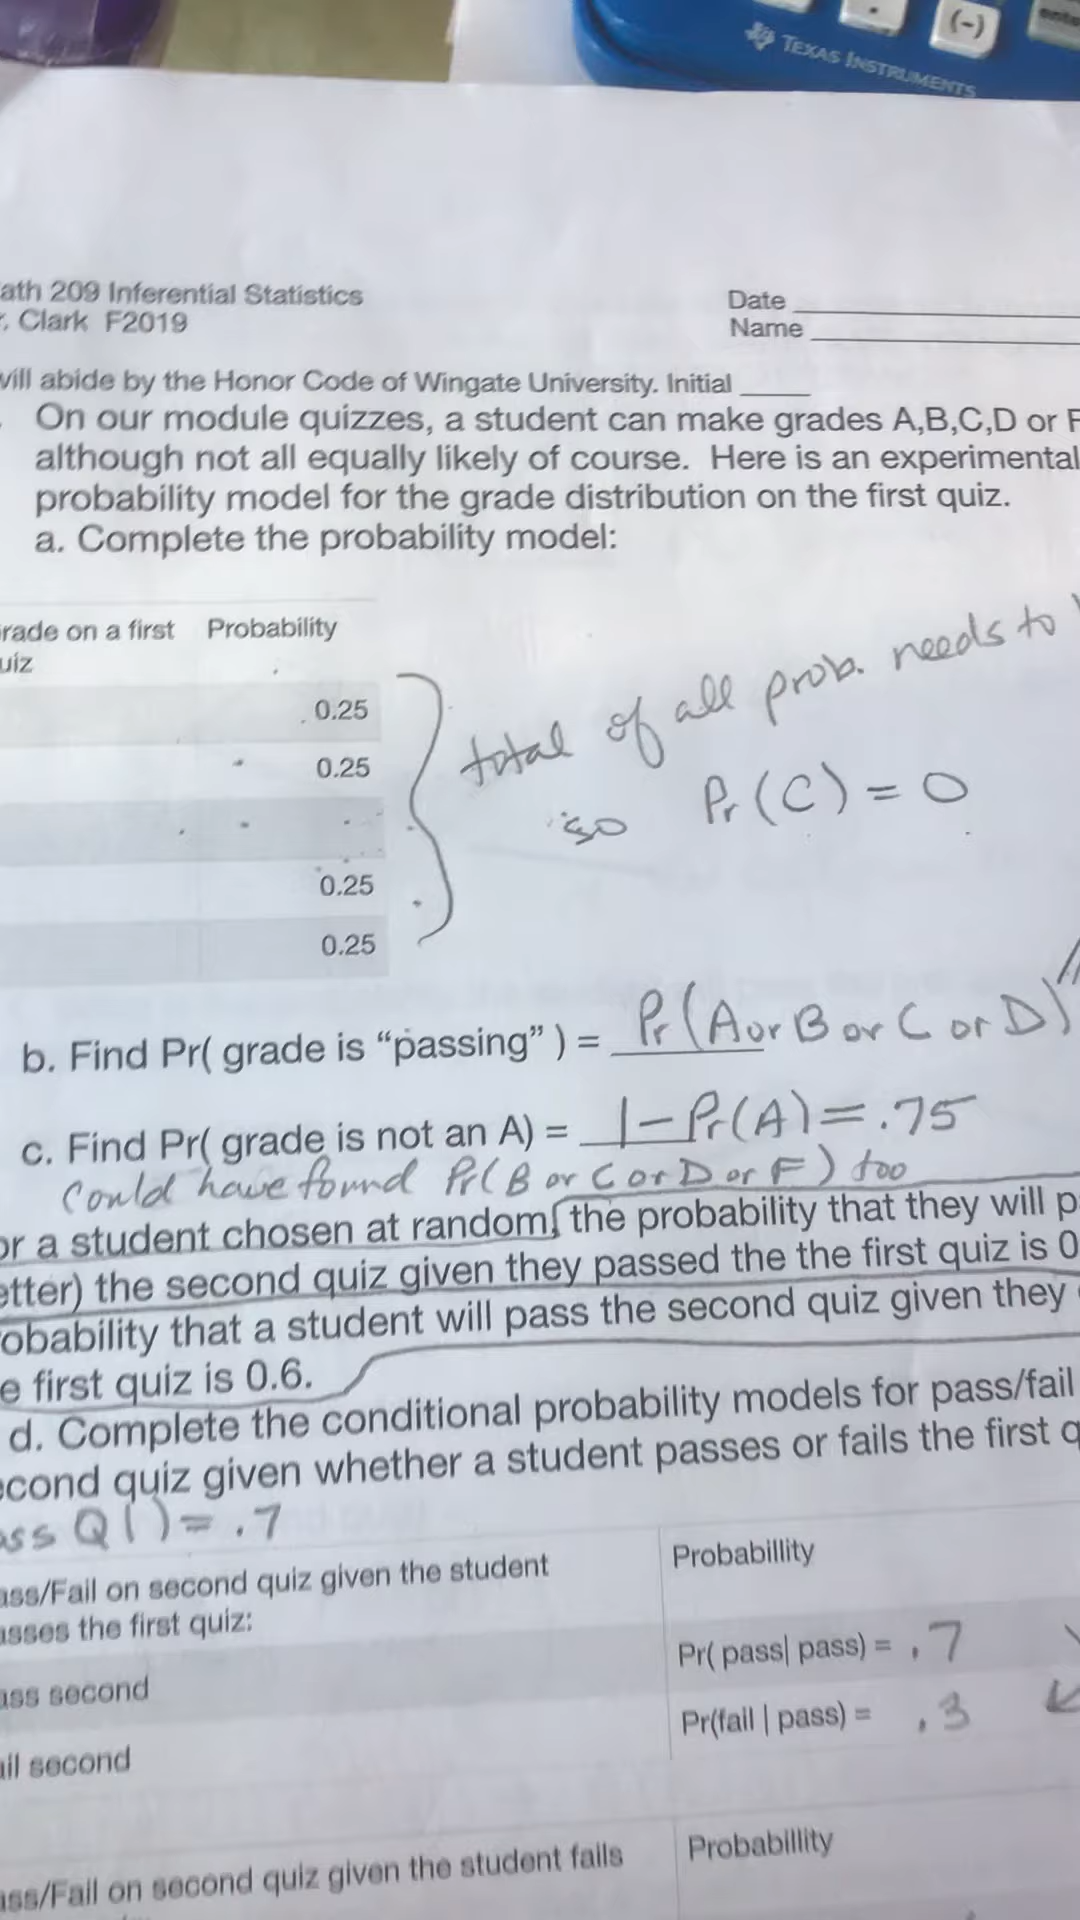 (-)
TEXAS INSTRUMENTS
ath 209 Inferential Statistics
. Clark F2019
Date
Name
will abide by the Honor Code of Wingate University. Initial
On our module quizzes, a student can make grades A,B,C,D or F
although not all equally likely of course. Here is an experimental
probability model for the grade distribution on the first quiz.
a. Complete the probability model:
rade on a first Probability
uiz
0.25
0.25
0.25
0.25
total of all prob. needs to
so Pr(C) = 0
b. Find Pr( grade is “passing” ) = Pr(A or B or C or D)
c. Find Pr( grade is not an A) = 1-Pr(A)=.75
Could have found Pr(B or C or D or F) too
or a student chosen at random, the probability that they will p
etter) the second quiz given they passed the the first quiz is 0
obability that a student will pass the second quiz given they
e first quiz is 0.6.
d. Complete the conditional probability models for pass/fail
econd quiz given whether a student passes or fails the first q
ass Q1)=.7
ass/Fail on second quiz given the student
asses the first quiz:
Probabillity
ass second
Pr( pass| pass) = .7
ail second
Pr(fail | pass) = .3
ass/Fail on second quiz given the student fails
Probabillity